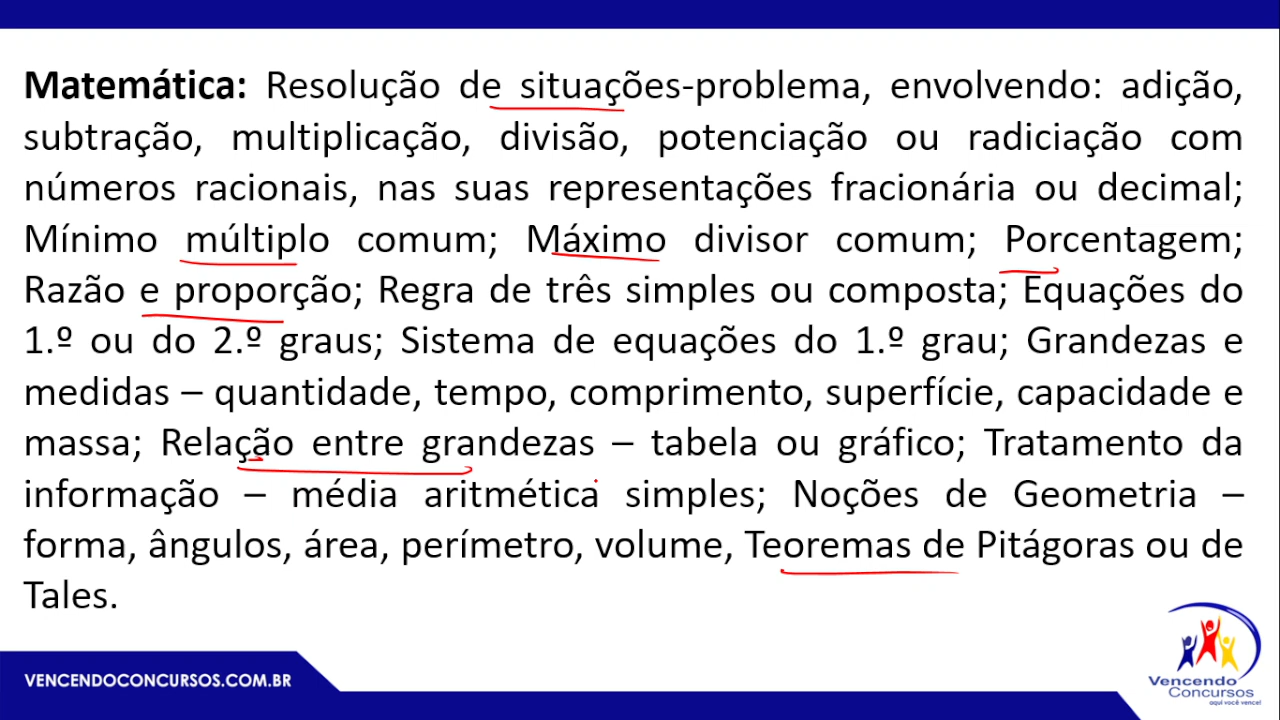 Matemática: Resolução de situações-problema, envolvendo: adição,
subtração, multiplicação, divisão, potenciação ou radiciação com
números racionais, nas suas representações fracionária ou decimal;
Mínimo múltiplo comum; Máximo divisor comum; Porcentagem;
Razão e proporção; Regra de três simples ou composta; Equações do
1.º ou do 2.º graus; Sistema de equações do 1.º grau; Grandezas e
medidas – quantidade, tempo, comprimento, superfície, capacidade e
massa; Relação entre grandezas – tabela ou gráfico; Tratamento da
informação – média aritmética simples; Noções de Geometria –
forma, ângulos, área, perímetro, volume, Teoremas de Pitágoras ou de
Tales.
VENCENDOCONCURSOS.COM.BR
Vencendo
Concursos
aqui você vence!